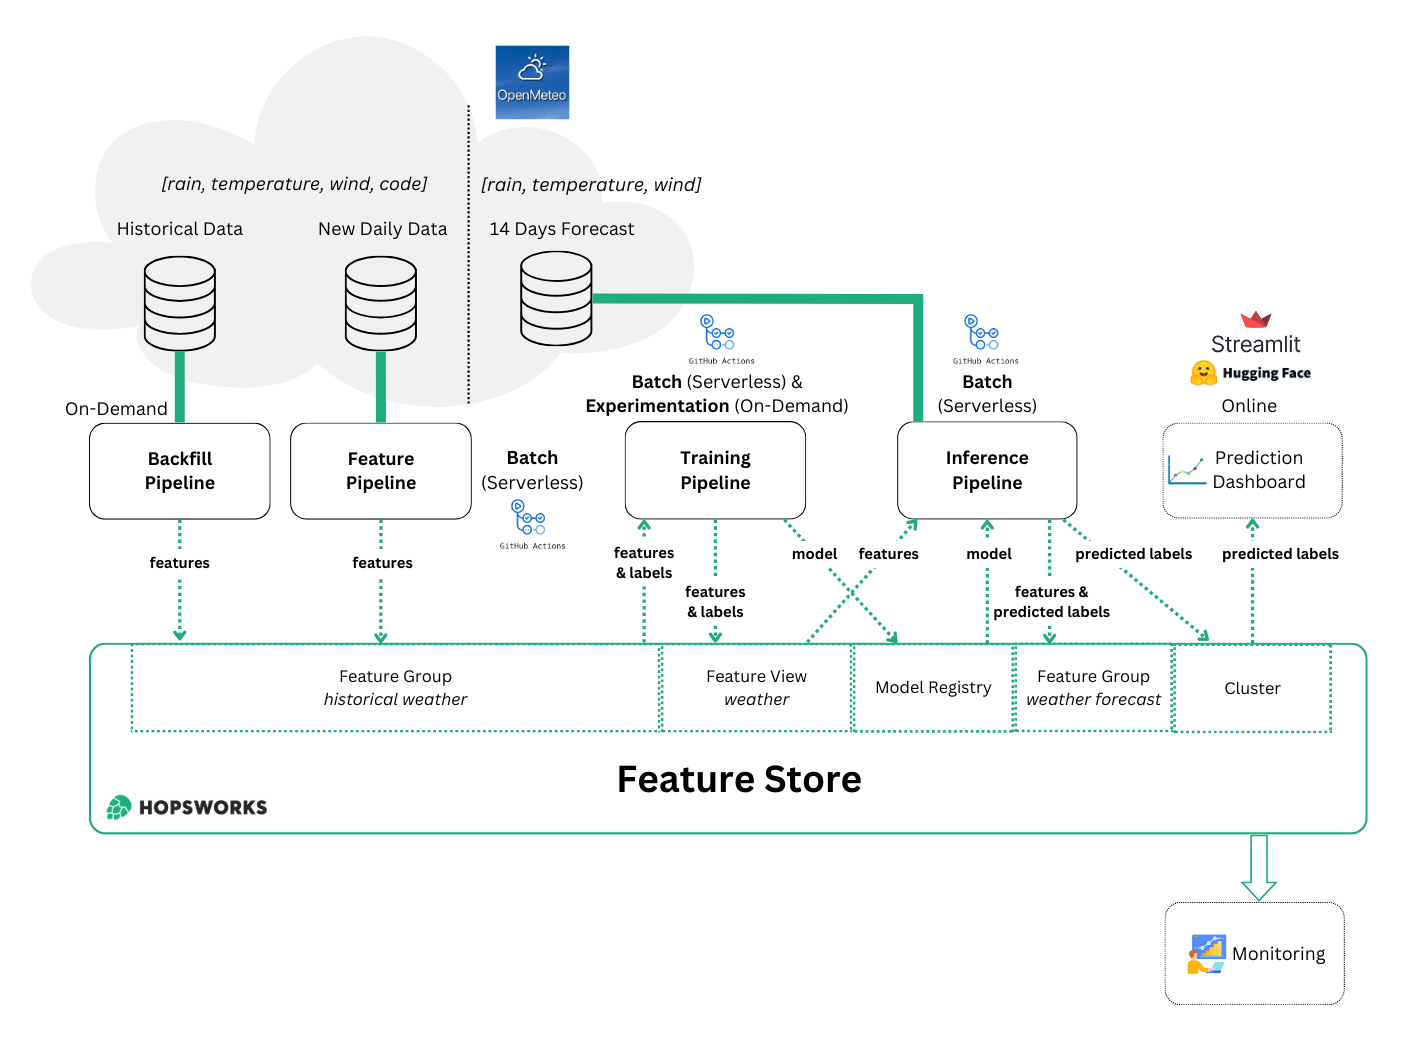 OpenMeteo
[rain, temperature, wind, code]
[rain, temperature, wind]
Historical Data
New Daily Data
14 Days Forecast
GitHub Actions
GitHub Actions
Streamlit
Hugging Face
Batch (Serverless) &
Experimentation (On-Demand)
Batch
(Serverless)
Online
On-Demand
Backfill
Pipeline
Feature
Pipeline
Batch
(Serverless)
GitHub Actions
Training
Pipeline
Inference
Pipeline
Prediction
Dashboard
features
features
features
& labels
features
& labels
model
features
model
features &
predicted labels
predicted labels
predicted labels
Feature Group
historical weather
Feature View
weather
Model Registry
Feature Group
weather forecast
Cluster
Feature Store
HOPSWORKS
Monitoring